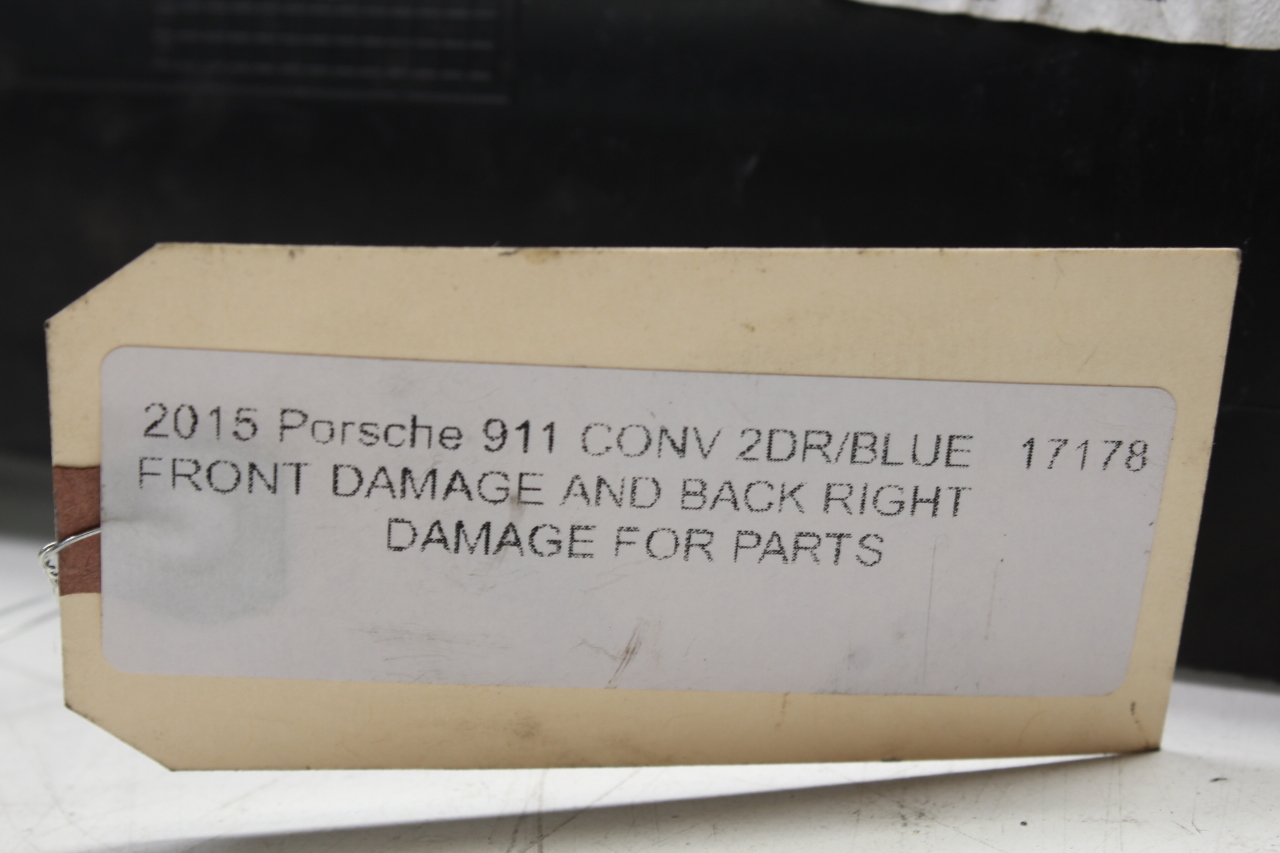 2015 Porsche 911 CONV 2DR/BLUE 17178
FRONT DAMAGE AND BACK RIGHT
DAMAGE FOR PARTS